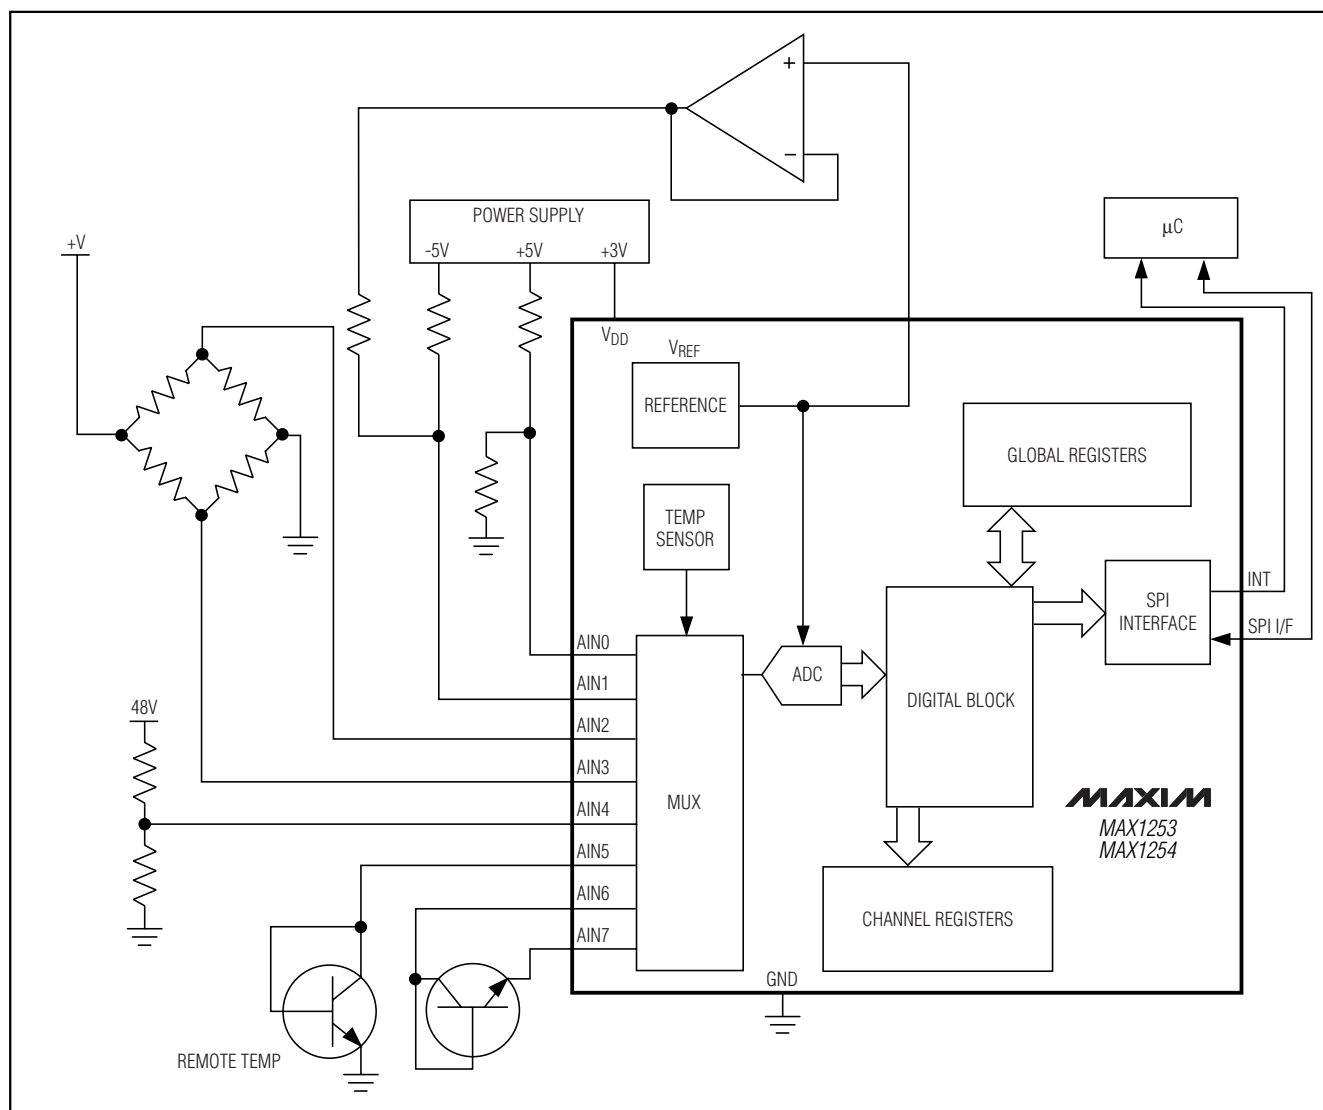 +
−
POWER SUPPLY
-5V
+5V
+3V
µC
+V
VDD
VREF
REFERENCE
GLOBAL REGISTERS
TEMP
SENSOR
INT
SPI
INTERFACE
SPI I/F
AIN0
AIN1
AIN2
AIN3
AIN4
AIN5
AIN6
AIN7
MUX
ADC
DIGITAL BLOCK
48V
MAXIM
MAX1253
MAX1254
CHANNEL REGISTERS
GND
REMOTE TEMP